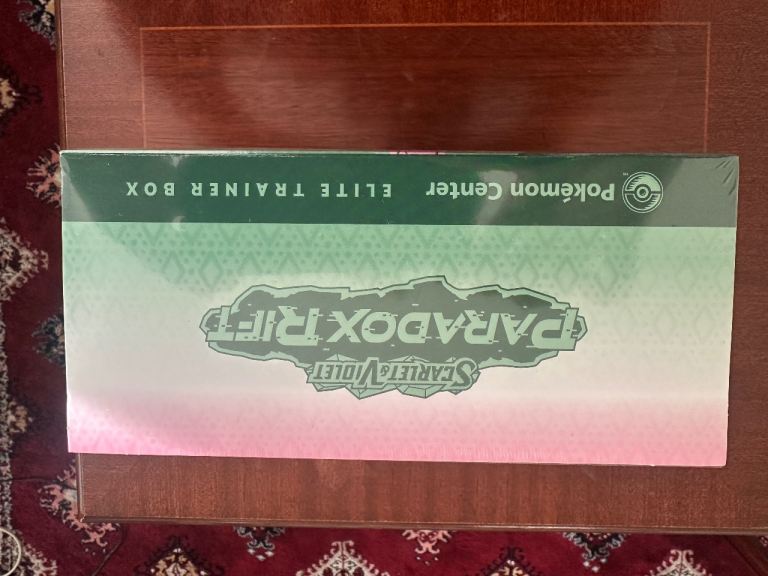 SCARLET & VIOLET
PARADOX RIFT
Pokémon Center ELITE TRAINER BOX